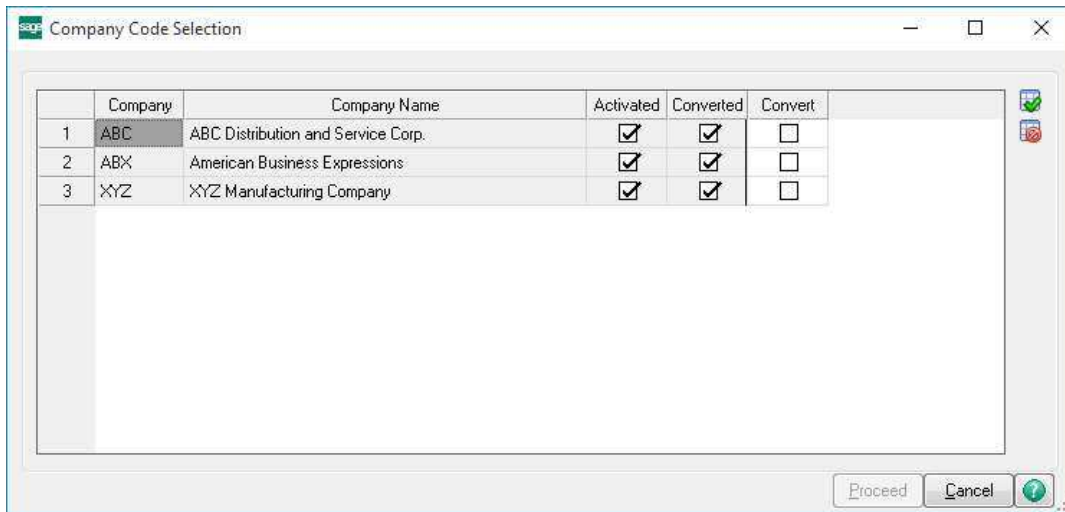 sage Company Code Selection
Company Company Name Activated Converted Convert
1 ABC ABC Distribution and Service Corp.
2 ABX American Business Expressions
3 XYZ XYZ Manufacturing Company
Proceed Cancel ?